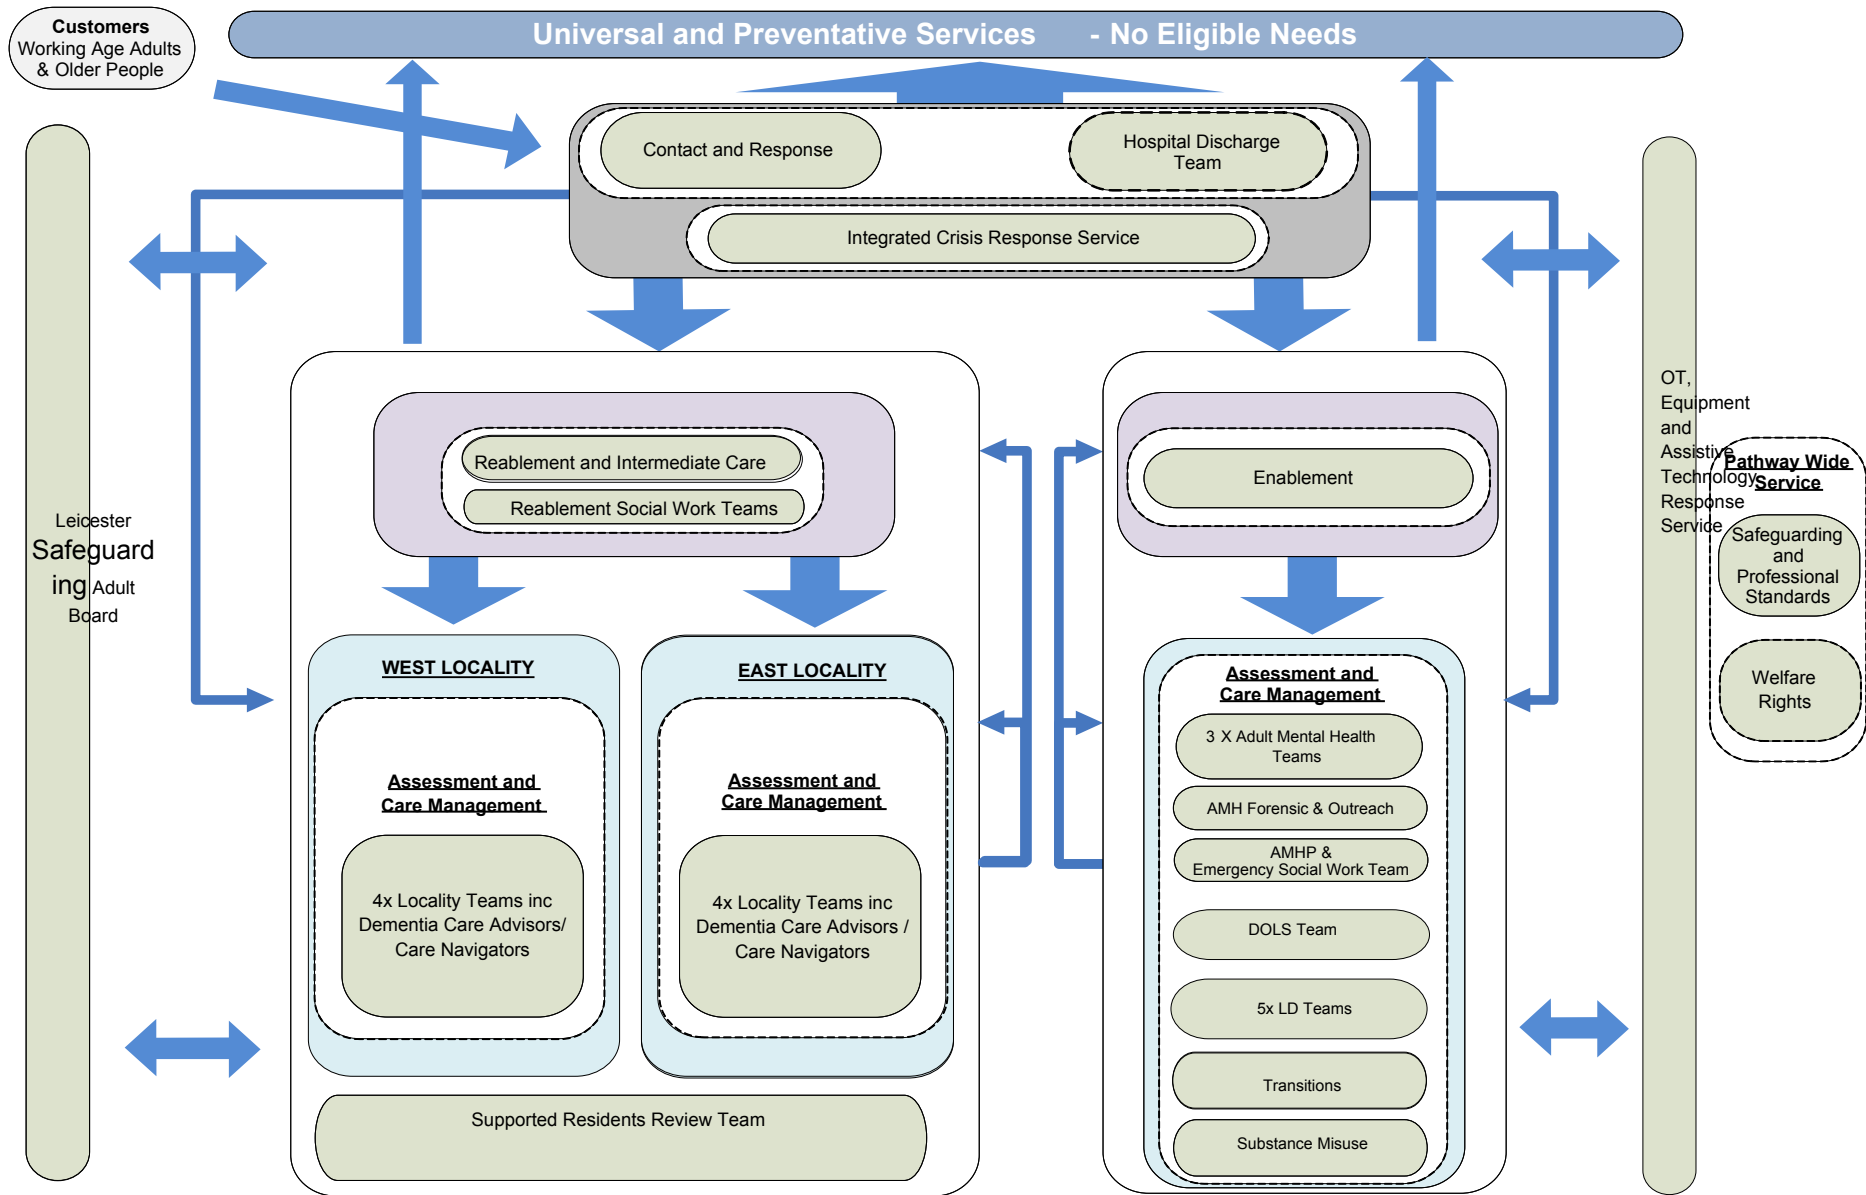 Customers
Working Age Adults
& Older People
Universal and Preventative Services - No Eligible Needs
Contact and Response
Hospital Discharge
Team
Integrated Crisis Response Service
Reablement and Intermediate Care
Reablement Social Work Teams
Enablement
Leicester
Safeguard
ing Adult
Board
OT,
Equipment
and
Assistive
Technology
Response
Service
Pathway Wide
Service
Safeguarding
and
Professional
Standards
Welfare
Rights
WEST LOCALITY
Assessment and
Care Management
4x Locality Teams inc
Dementia Care Advisors/
Care Navigators
EAST LOCALITY
Assessment and
Care Management
4x Locality Teams inc
Dementia Care Advisors /
Care Navigators
Supported Residents Review Team
Assessment and
Care Management
3 X Adult Mental Health
Teams
AMH Forensic & Outreach
AMHP &
Emergency Social Work Team
DOLS Team
5x LD Teams
Transitions
Substance Misuse